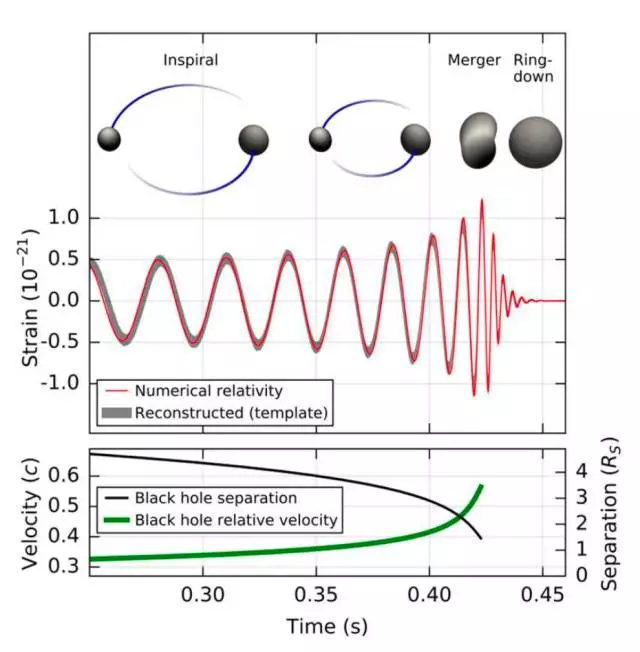 Inspiral
Merger
Ring-
down
Strain (10⁻²¹)
1.0
0.5
0.0
-0.5
-1.0
Numerical relativity
Reconstructed (template)
Velocity (c)
0.6
0.5
0.4
0.3
Black hole separation
Black hole relative velocity
4
3
2
1
0
Separation (R_S)
0.30 0.35 0.40 0.45
Time (s)